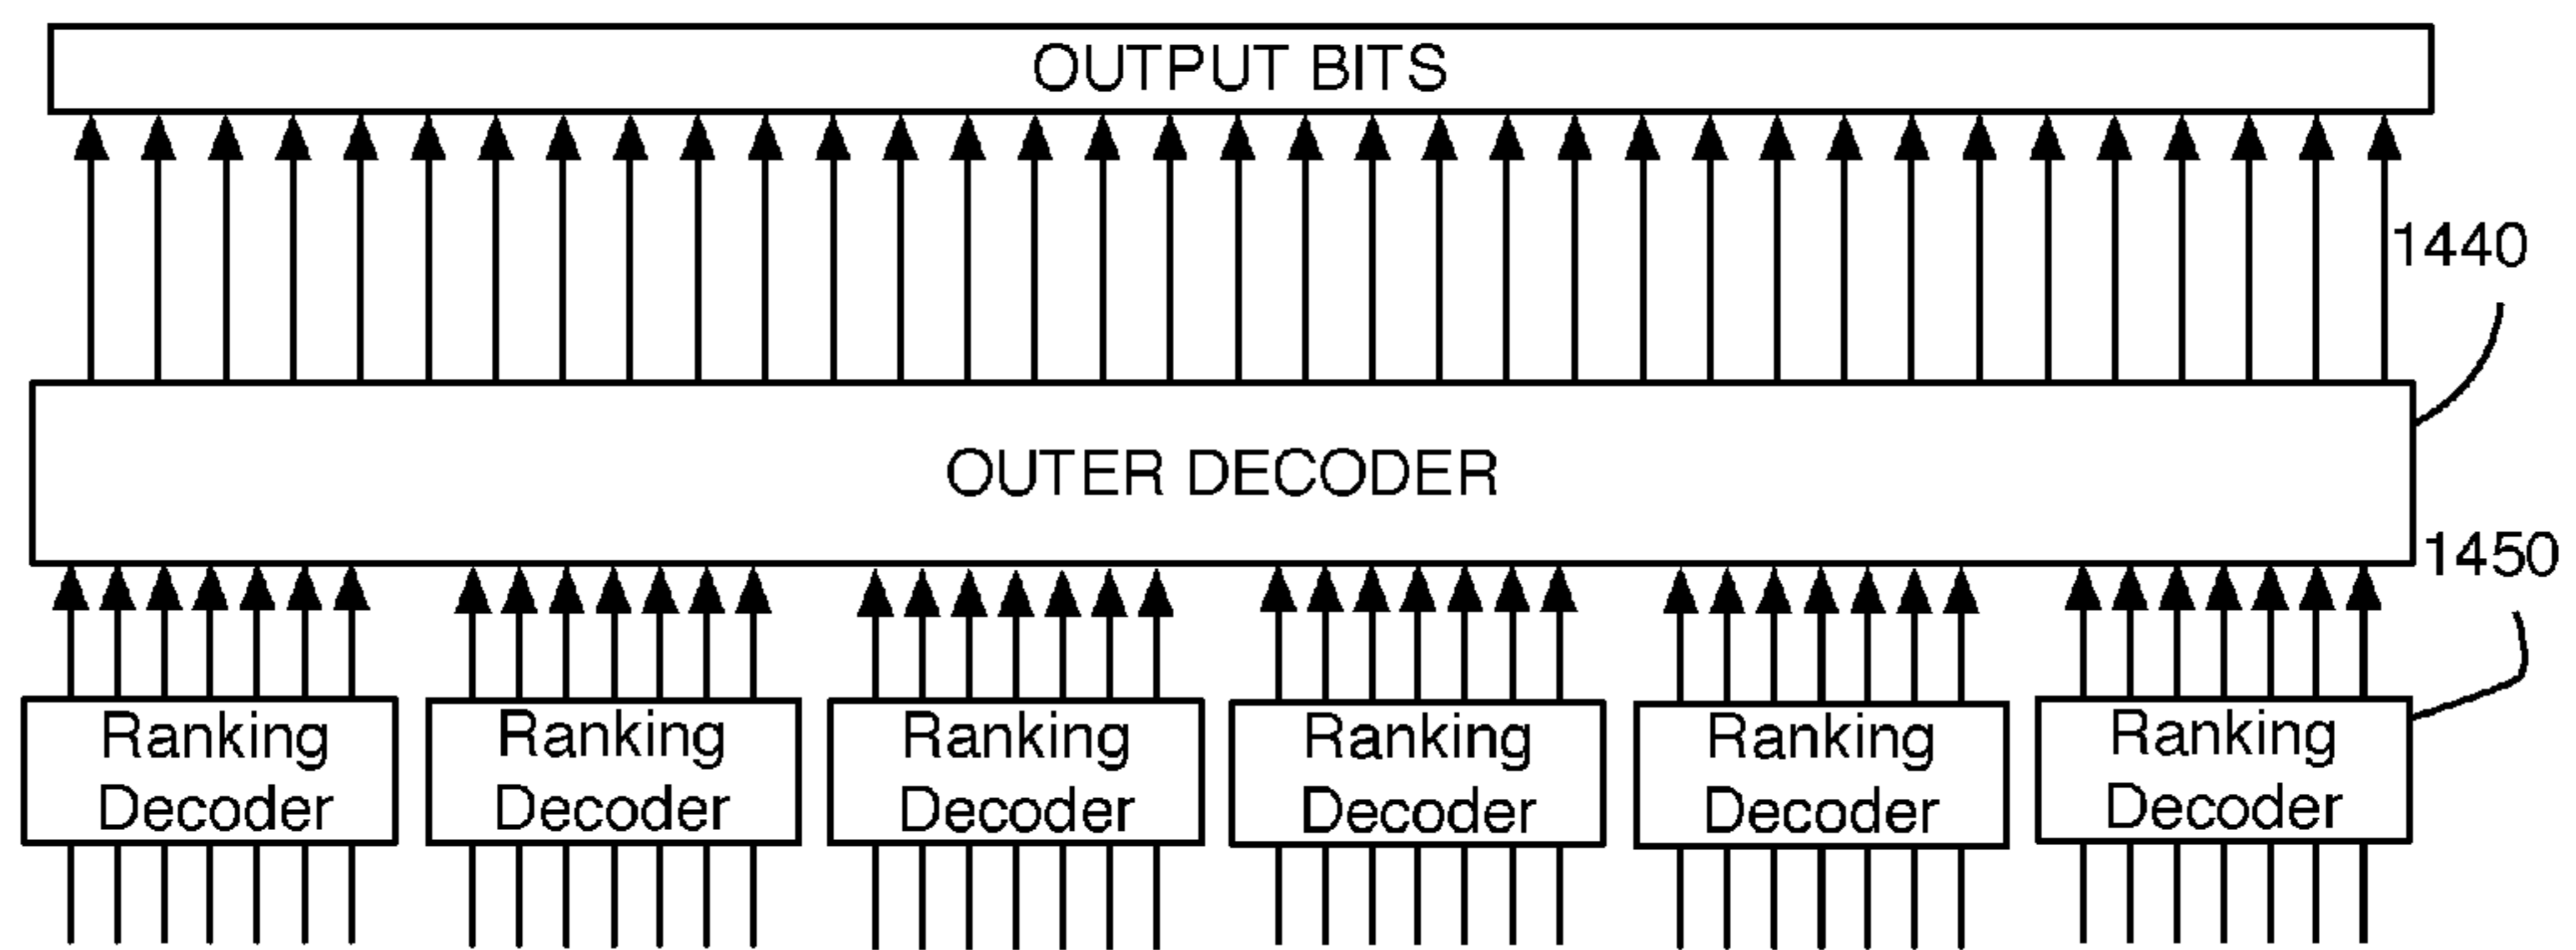 OUTPUT BITS
1440
OUTER DECODER
1450
Ranking Decoder
Ranking Decoder
Ranking Decoder
Ranking Decoder
Ranking Decoder
Ranking Decoder